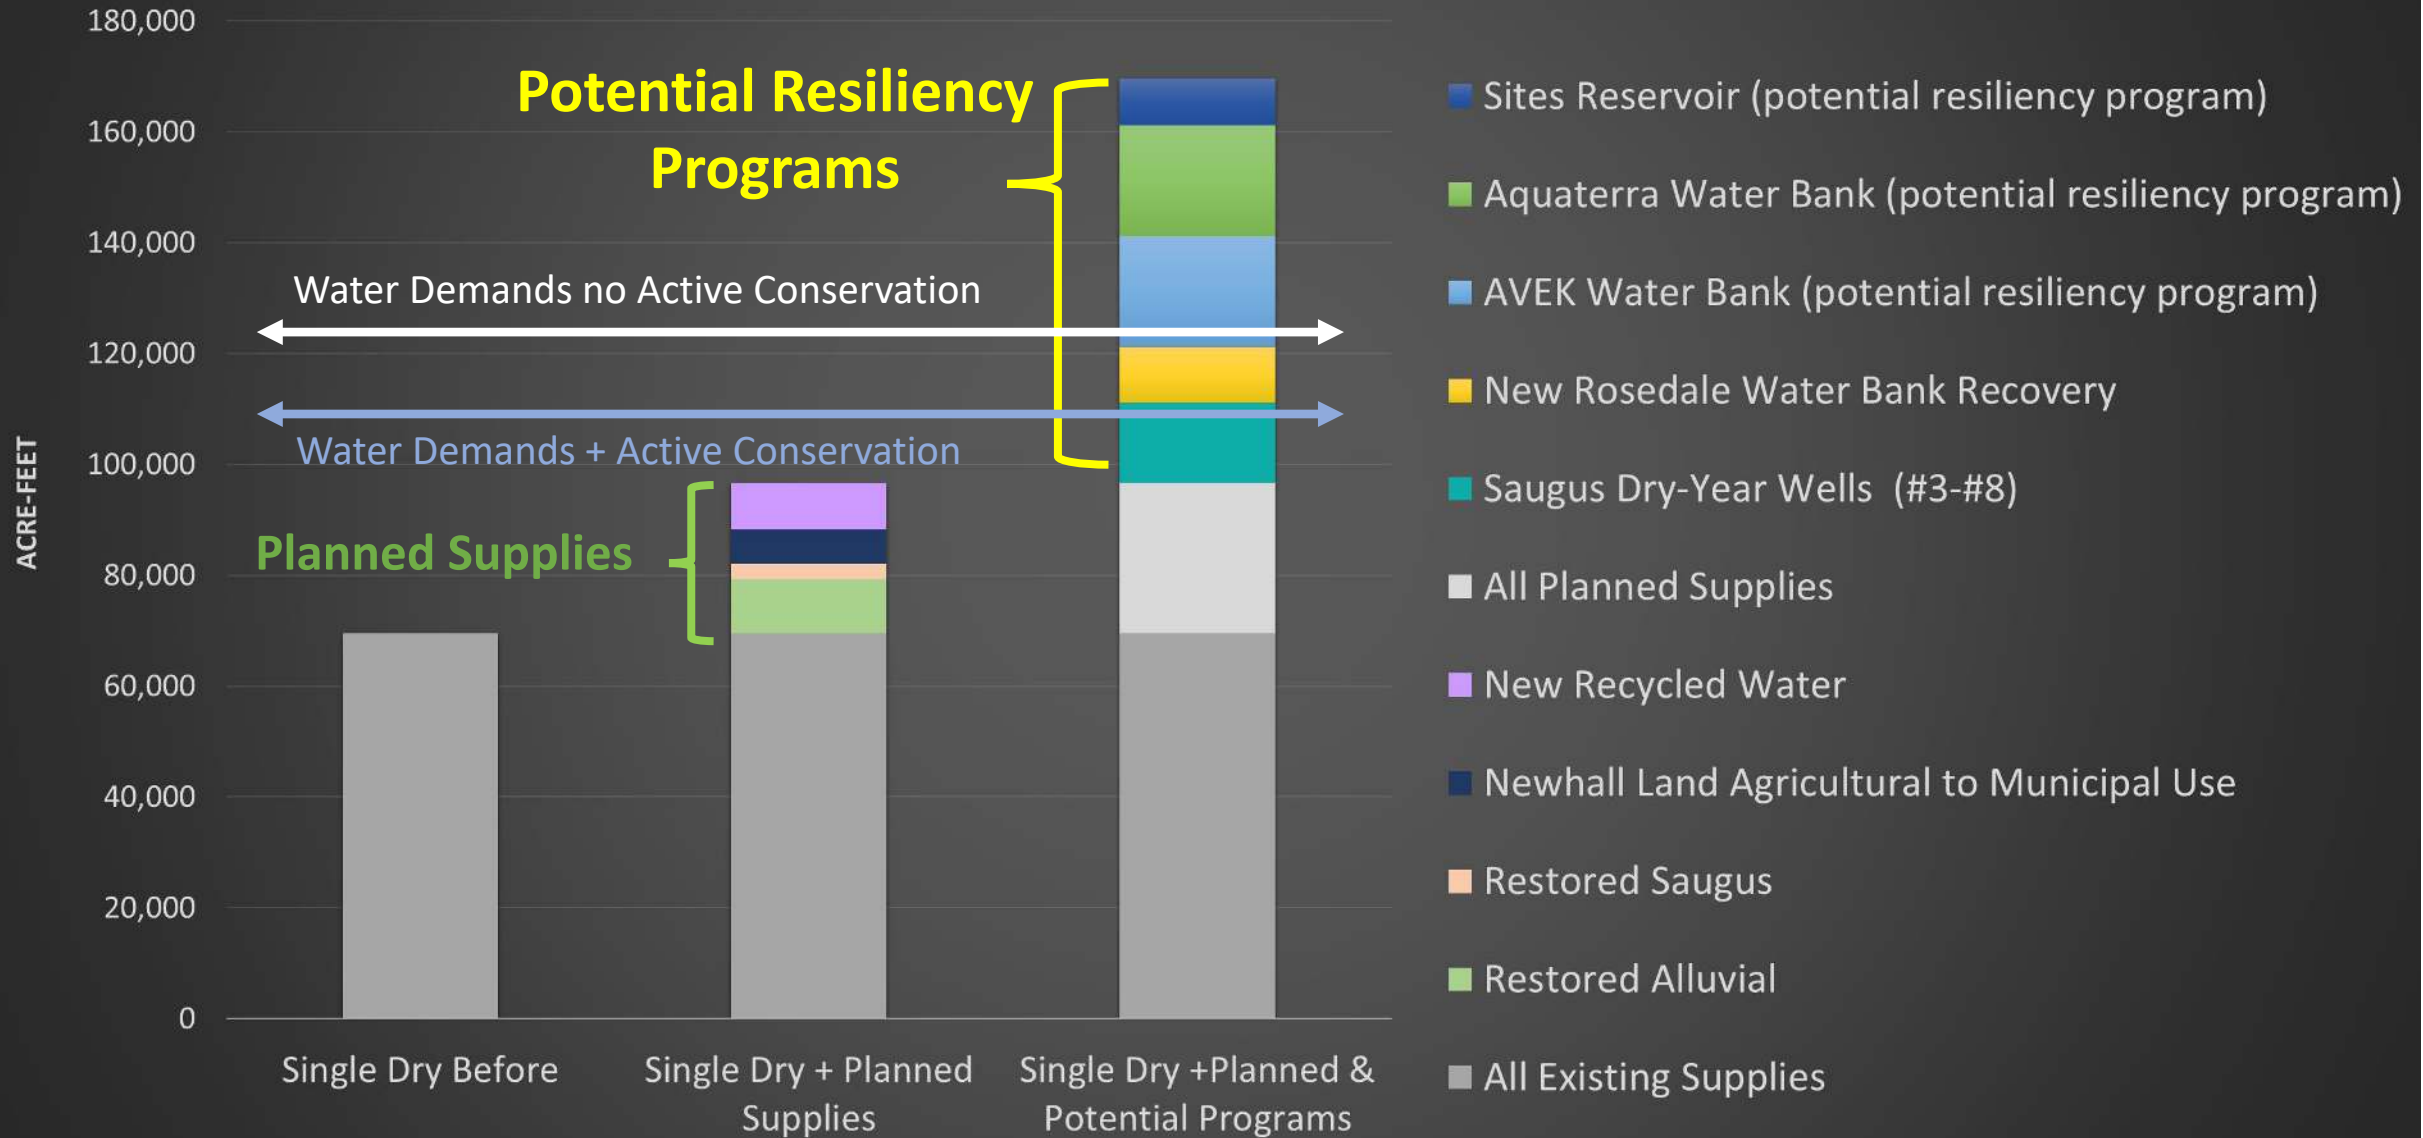 180,000
160,000
140,000
120,000
100,000
80,000
60,000
40,000
20,000
0
ACRE-FEET
Potential Resiliency
Programs
Water Demands no Active Conservation
Water Demands + Active Conservation
Planned Supplies
Single Dry Before
Single Dry + Planned
Supplies
Single Dry +Planned &
Potential Programs
Sites Reservoir (potential resiliency program)
Aquaterra Water Bank (potential resiliency program)
AVEK Water Bank (potential resiliency program)
New Rosedale Water Bank Recovery
Saugus Dry-Year Wells (#3-#8)
All Planned Supplies
New Recycled Water
Newhall Land Agricultural to Municipal Use
Restored Saugus
Restored Alluvial
All Existing Supplies